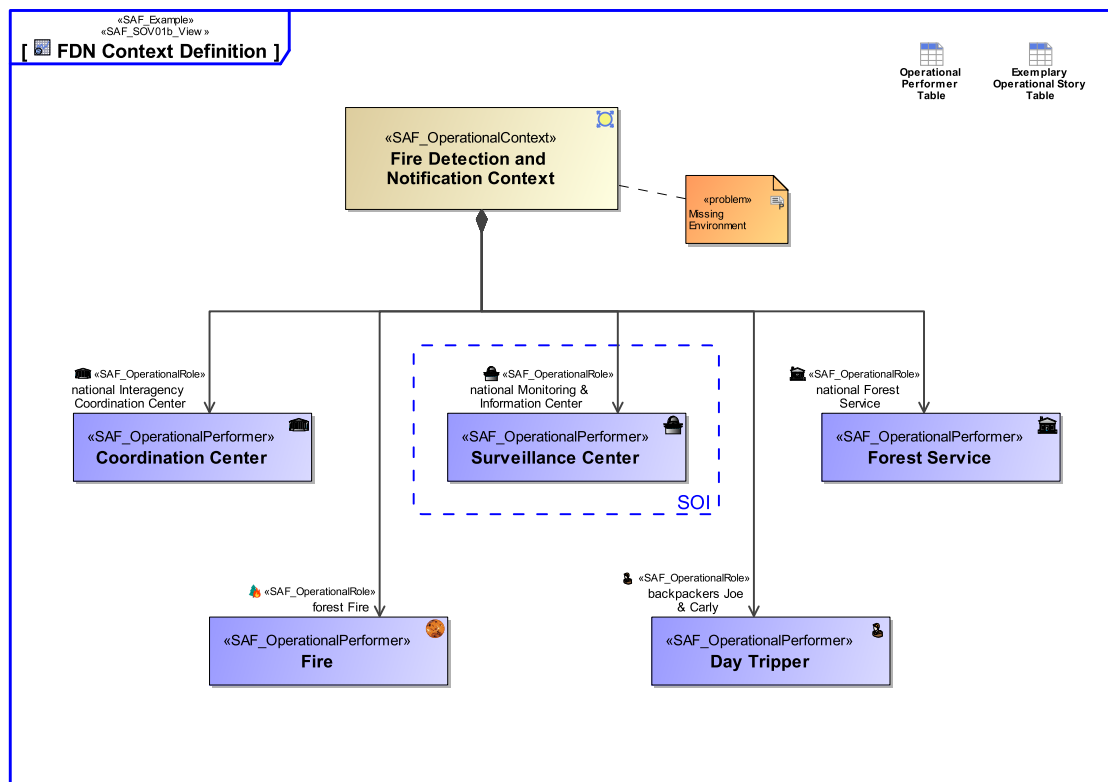 «SAF_Example»
«SAF_SOV01b_View »
[ FDN Context Definition ]
Operational
Performer
Table
Exemplary
Operational Story
Table
«SAF_OperationalContext»
Fire Detection and
Notification Context
«problem»
Missing
Environment
«SAF_OperationalRole»
national Interagency
Coordination Center
«SAF_OperationalPerformer»
Coordination Center
«SAF_OperationalRole»
national Monitoring &
Information Center
«SAF_OperationalPerformer»
Surveillance Center
SOI
«SAF_OperationalRole»
national Forest
Service
«SAF_OperationalPerformer»
Forest Service
«SAF_OperationalRole»
forest Fire
«SAF_OperationalPerformer»
Fire
«SAF_OperationalRole»
backpackers Joe
& Carly
«SAF_OperationalPerformer»
Day Tripper